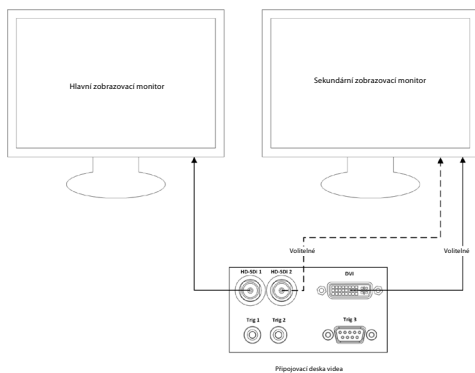 Hlavní zobrazovací monitor
Sekundární zobrazovací monitor
Volitelné
Volitelné
HD-SDI 1
HD-SDI 2
DVI
Trig 1
Trig 2
Trig 3
Připojovací deska videa